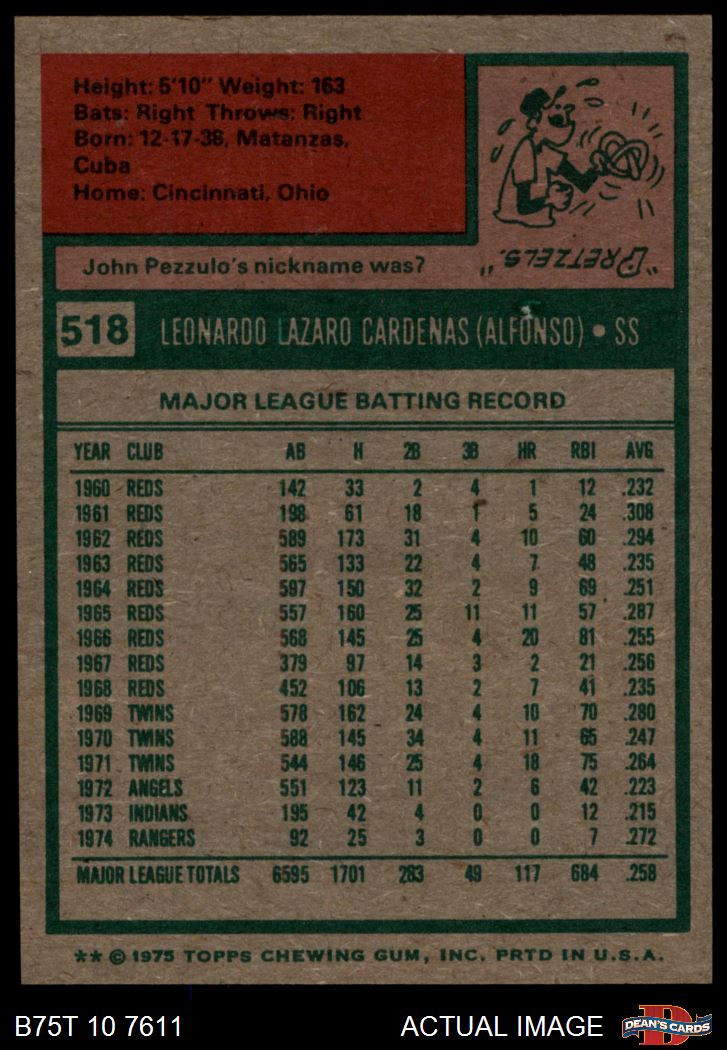 Height: 5'10" Weight: 163
Bats: Right Throws: Right
Born: 12-17-38, Matanzas,
Cuba
Home: Cincinnati, Ohio
John Pezzulo's nickname was?
"PRETZELS."
518 LEONARDO LAZARO CARDENAS (ALFONSO) • SS
MAJOR LEAGUE BATTING RECORD
YEAR CLUB AB H 2B 3B HR RBI AVG
1960 REDS 142 33 2 4 1 12 .232
1961 REDS 198 61 18 1 5 24 .308
1962 REDS 589 173 31 4 10 60 .294
1963 REDS 565 133 22 4 7 48 .235
1964 REDS 597 150 32 2 9 69 .251
1965 REDS 557 160 25 11 11 57 .287
1966 REDS 568 145 25 4 20 81 .255
1967 REDS 379 97 14 3 2 21 .256
1968 REDS 452 106 13 2 7 41 .235
1969 TWINS 578 162 24 4 10 70 .280
1970 TWINS 588 145 34 4 11 65 .247
1971 TWINS 544 146 25 4 18 75 .264
1972 ANGELS 551 123 11 2 6 42 .223
1973 INDIANS 195 42 4 0 0 12 .215
1974 RANGERS 92 25 3 0 0 7 .272
MAJOR LEAGUE TOTALS 6595 1701 283 49 117 684 .258
** © 1975 TOPPS CHEWING GUM, INC. PRTD IN U.S.A.
B75T 10 7611 ACTUAL IMAGE
D
DEAN'S CARDS